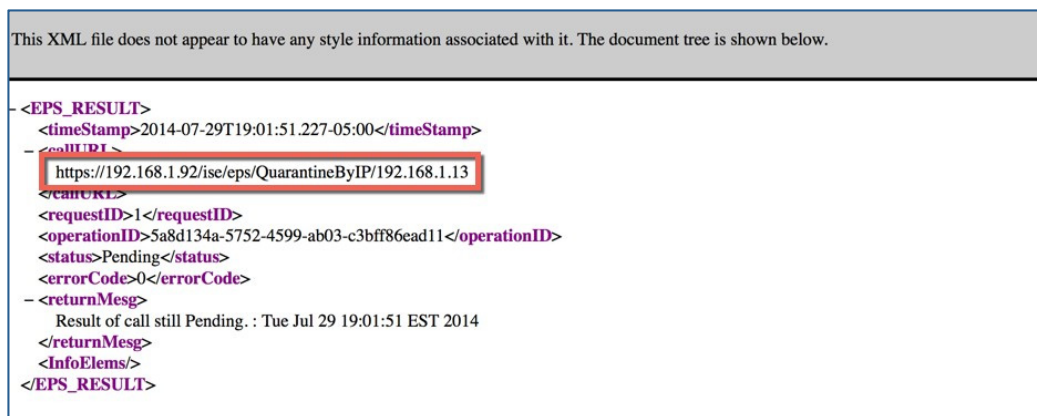 This XML file does not appear to have any style information associated with it. The document tree is shown below.
– <EPS_RESULT>
<timeStamp>2014-07-29T19:01:51.227-05:00</timeStamp>
– <callURL>
https://192.168.1.92/ise/eps/QuarantineByIP/192.168.1.13
</callURL>
<requestID>1</requestID>
<operationID>5a8d134a-5752-4599-ab03-c3bff86ead11</operationID>
<status>Pending</status>
<errorCode>0</errorCode>
– <returnMesg>
Result of call still Pending. : Tue Jul 29 19:01:51 EST 2014
</returnMesg>
<InfoElems/>
</EPS_RESULT>